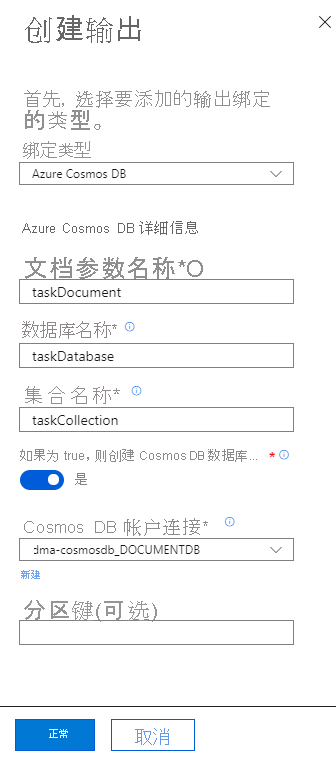 创建输出
首先，选择要添加的输出绑定
的类型。
绑定类型
Azure Cosmos DB
Azure Cosmos DB 详细信息
文档参数名称*O
taskDocument
数据库名称*
taskDatabase
集合名称*
taskCollection
如果为 true，则创建 Cosmos DB 数据库... *
是
Cosmos DB 帐户连接*
dma-cosmosdb_DOCUMENTDB
新建
分区键(可选)
正常
取消